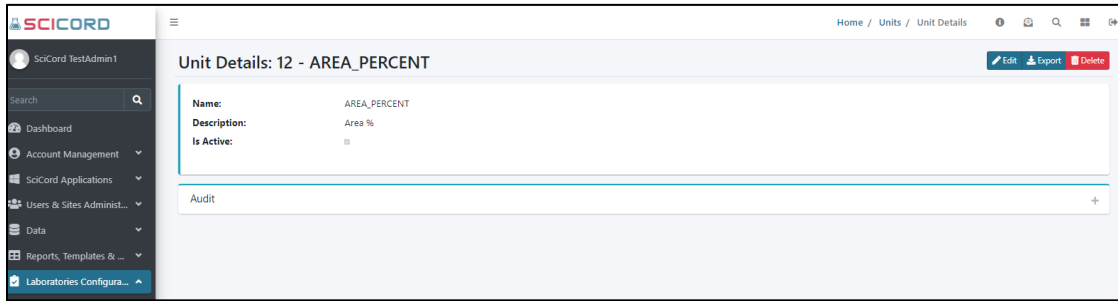 SCICORD
Home / Units / Unit Details
SciCord TestAdmin1
Unit Details: 12 - AREA_PERCENT
Edit Export Delete
Search
Name: AREA_PERCENT
Description: Area %
Is Active:
Dashboard
Account Management
SciCord Applications
Audit
Users & Sites Administ...
Data
Reports, Templates & ...
Laboratories Configura...